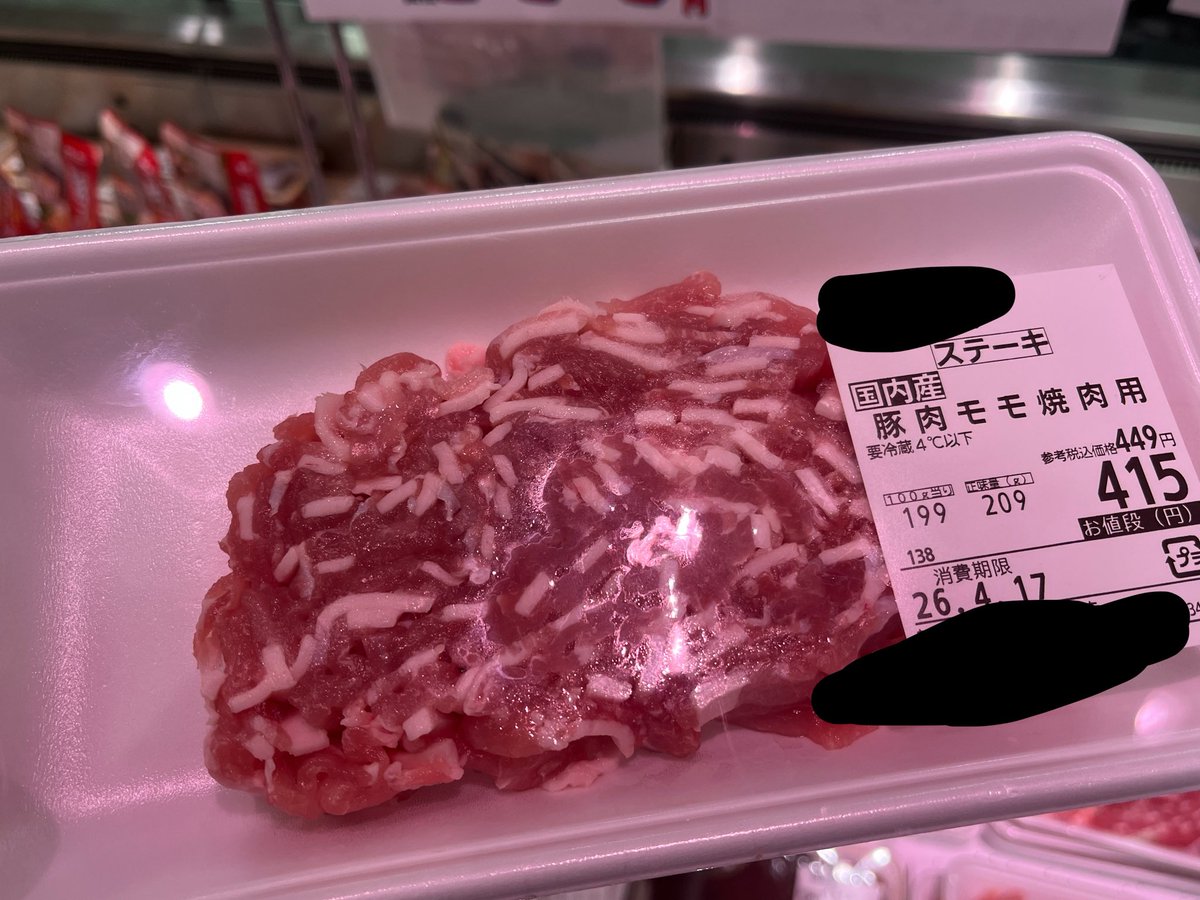 ステーキ
国内産
豚肉モモ焼肉用
要冷蔵4℃以下
参考税込価格449円
100g当り 正味量(g) 415
199 209
お値段(円)
138
消費期限
26.4.17
プラ